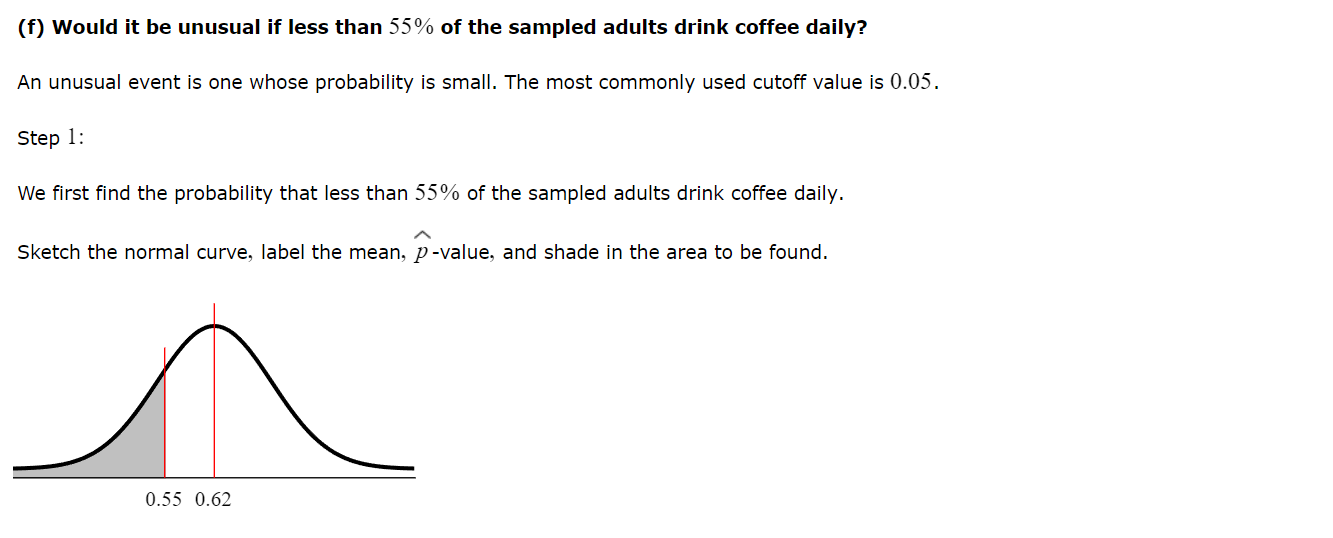 (f) Would it be unusual if less than 55% of the sampled adults drink coffee daily?
An unusual event is one whose probability is small. The most commonly used cutoff value is 0.05.
Step 1:
We first find the probability that less than 55% of the sampled adults drink coffee daily.
Sketch the normal curve, label the mean, p̂-value, and shade in the area to be found.
0.55 0.62